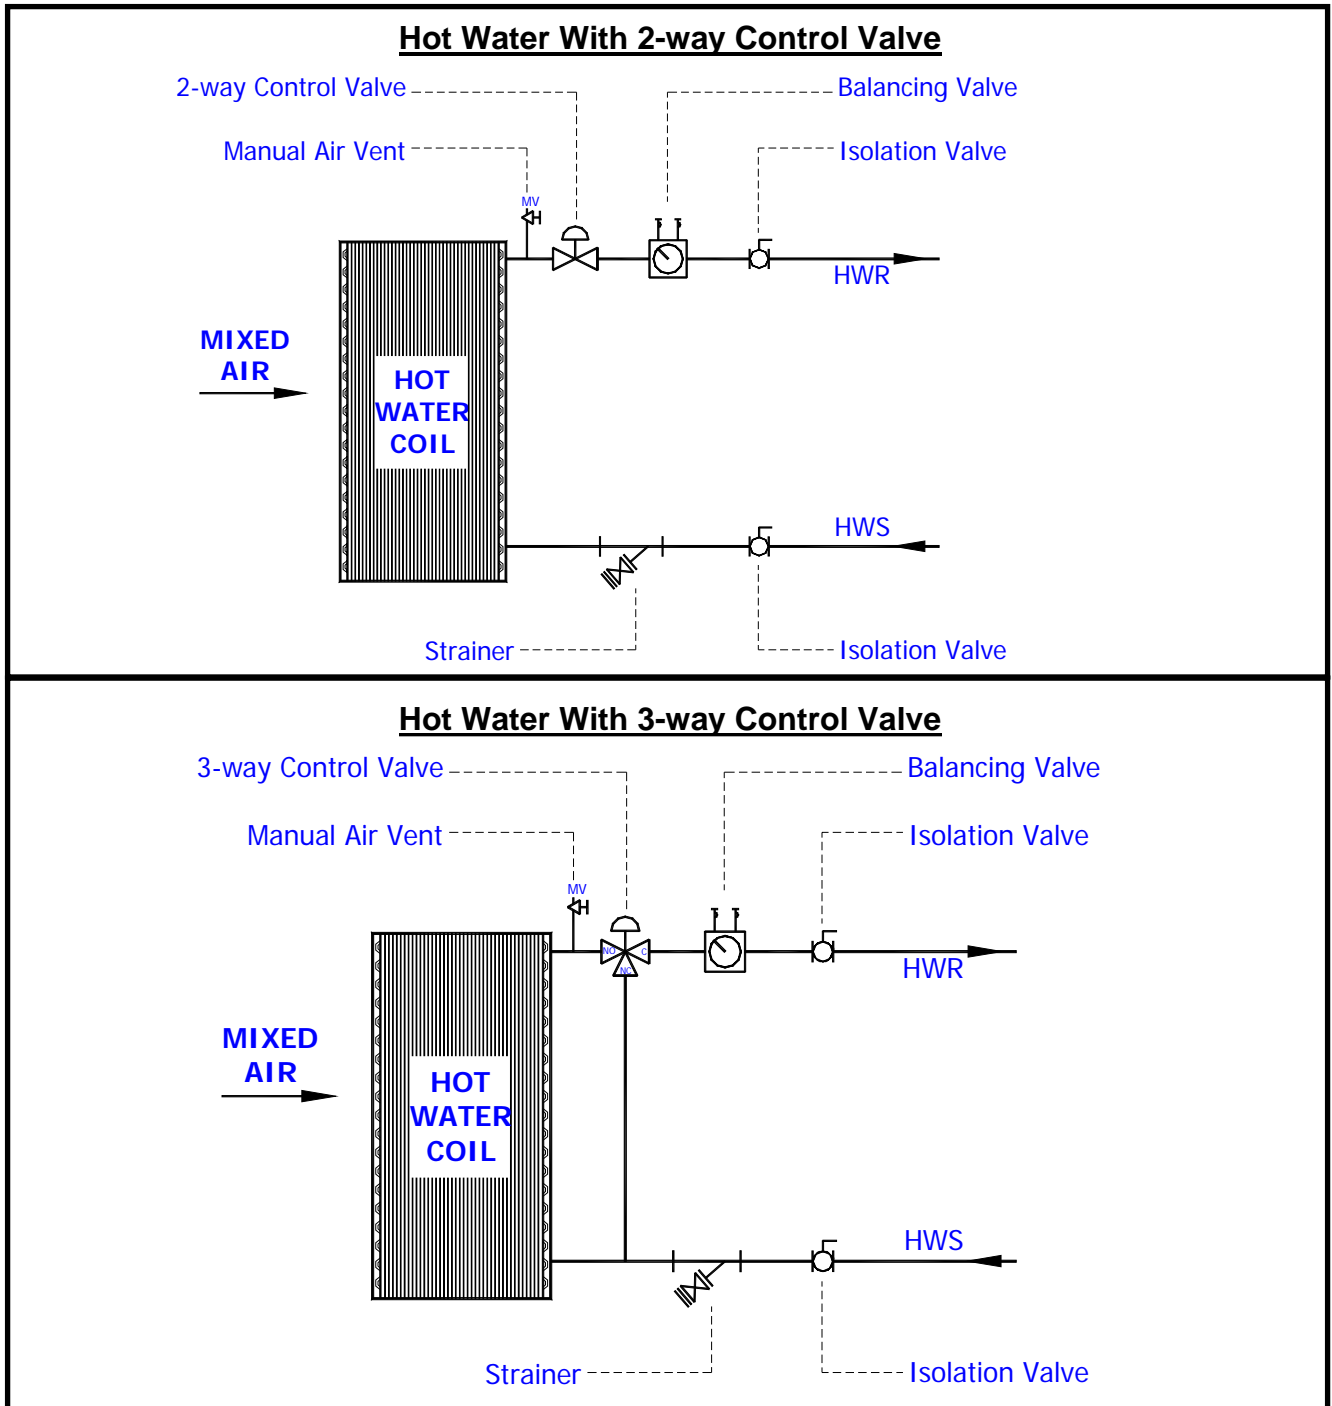 Hot Water With 2-way Control Valve
2-way Control Valve
Balancing Valve
Manual Air Vent
Isolation Valve
MV
HWR
MIXED
AIR
HOT
WATER
COIL
HWS
Strainer
Isolation Valve
Hot Water With 3-way Control Valve
3-way Control Valve
Balancing Valve
Manual Air Vent
Isolation Valve
MV
NO
C
NC
HWR
MIXED
AIR
HOT
WATER
COIL
HWS
Strainer
Isolation Valve